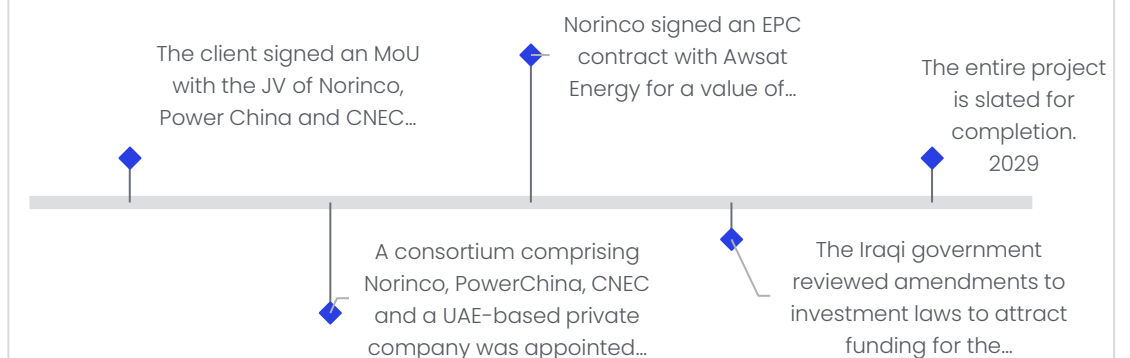 The client signed an MoU
with the JV of Norinco,
Power China and CNEC...
A consortium comprising
Norinco, PowerChina, CNEC
and a UAE-based private
company was appointed...
Norinco signed an EPC
contract with Awsat
Energy for a value of...
The Iraqi government
reviewed amendments to
investment laws to attract
funding for the...
The entire project
is slated for
completion.
2029